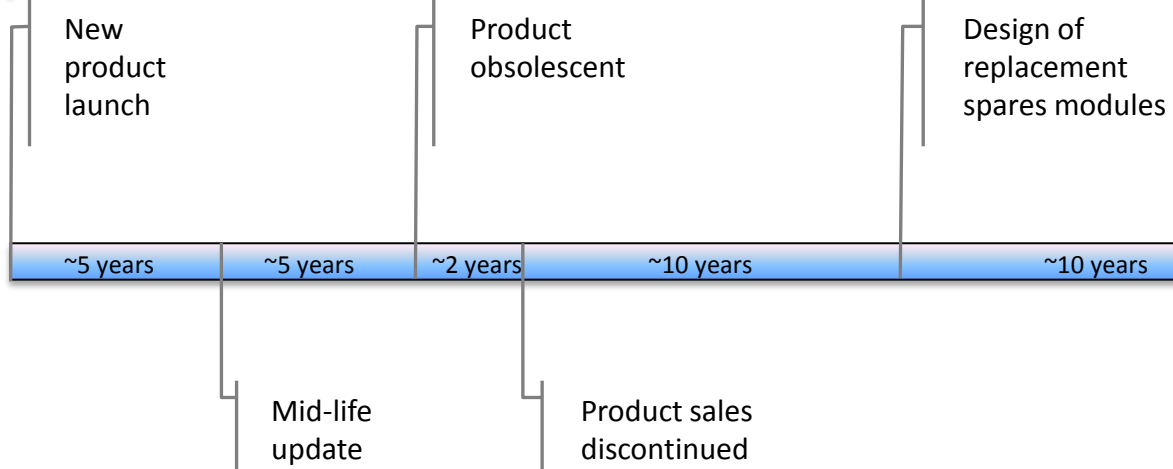 New
product
launch
Product
obsolescent
Design of
replacement
spares modules
~5 years
~5 years
~2 years
~10 years
~10 years
Mid-life
update
Product sales
discontinued